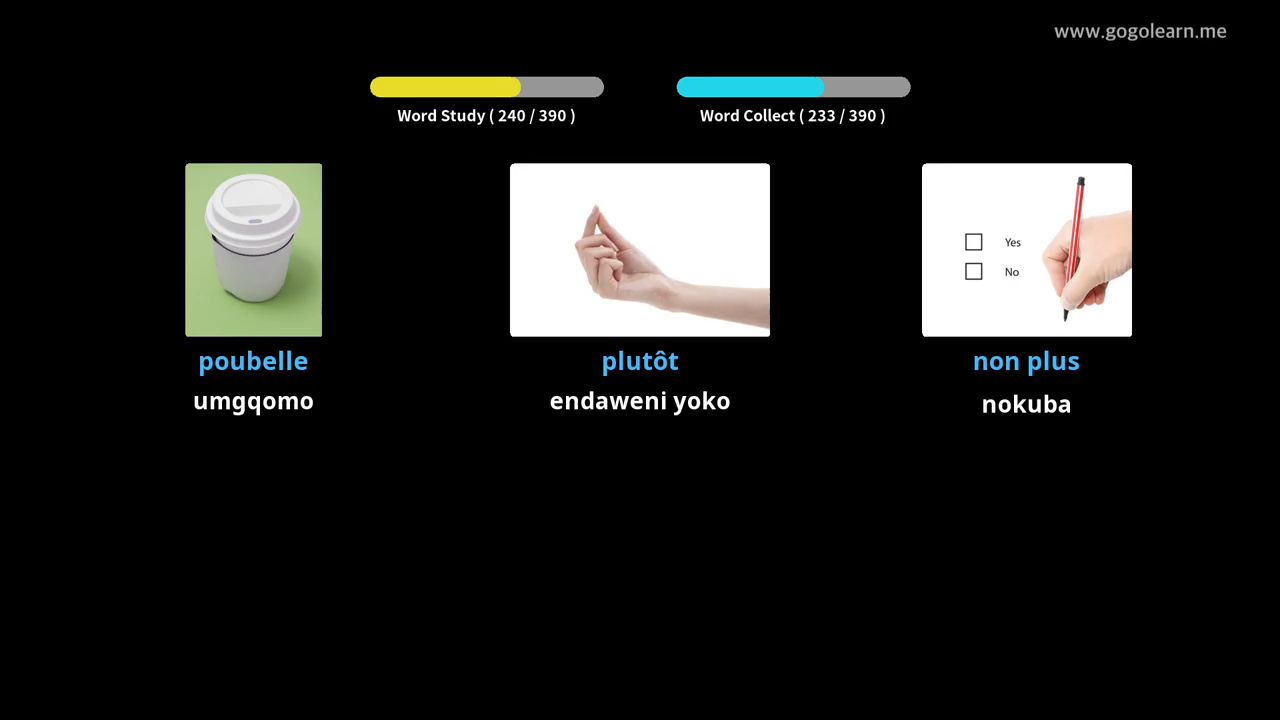 www.gogolearn.me
Word Study ( 240 / 390 )
Word Collect ( 233 / 390 )
Yes
No
poubelle
plutôt
non plus
umgqomo
endaweni yoko
nokuba